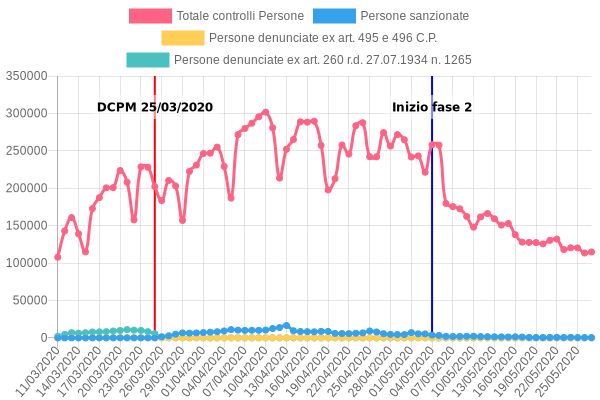 Totale controlli Persone Persone sanzionate
Persone denunciate ex art. 495 e 496 C.P.
Persone denunciate ex art. 260 r.d. 27.07.1934 n. 1265
350000
300000
250000
200000
150000
100000
50000
0
DCPM 25/03/2020 Inizio fase 2
11/03/2020 14/03/2020 17/03/2020 20/03/2020 23/03/2020 26/03/2020 29/03/2020 01/04/2020 04/04/2020 07/04/2020 10/04/2020 13/04/2020 16/04/2020 19/04/2020 22/04/2020 25/04/2020 28/04/2020 01/05/2020 04/05/2020 07/05/2020 10/05/2020 13/05/2020 16/05/2020 19/05/2020 22/05/2020 25/05/2020